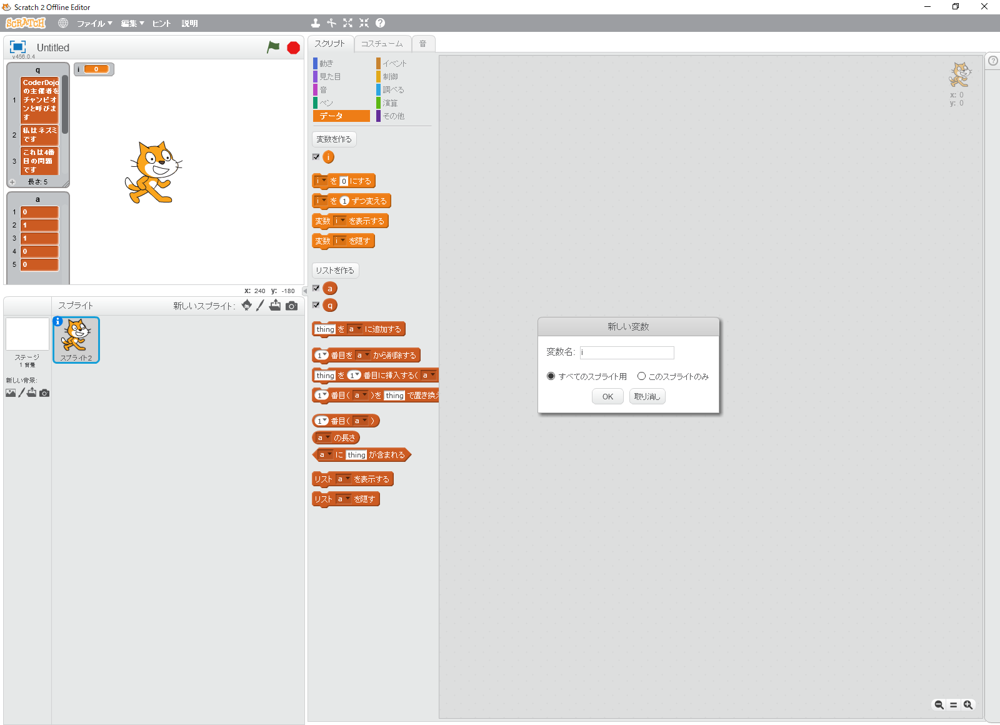 Scratch 2 Offline Editor
SCRATCH ファイル 編集 ヒント 説明
v456.0.4
Untitled
q
1 CoderDojo
の主催者を
チャンピオ
ンと呼びま
す
2 私はネズミ
です
3 これは4番
目の問題
です
長さ: 5
i 0
a
1 0
2 1
3 1
4 0
5 0
x: 240 y: -180
スプライト 新しいスプライト:
ステージ
1 背景
新しい背景:
スプライト2
スクリプト コスチューム 音
動き イベント
見た目 制御
音 調べる
ペン 演算
データ その他
変数を作る
i
i を 0 にする
i を 1 ずつ変える
変数 i を表示する
変数 i を隠す
リストを作る
a
q
thing を a に追加する
1 番目を a から削除する
thing を 1 番目に挿入する( a
1 番目( a )を thing で置き換え
1 番目( a )
a の長さ
a に thing が含まれる
リスト a を表示する
リスト a を隠す
x: 0
y: 0
新しい変数
変数名: i
すべてのスプライト用 このスプライトのみ
OK 取り消し